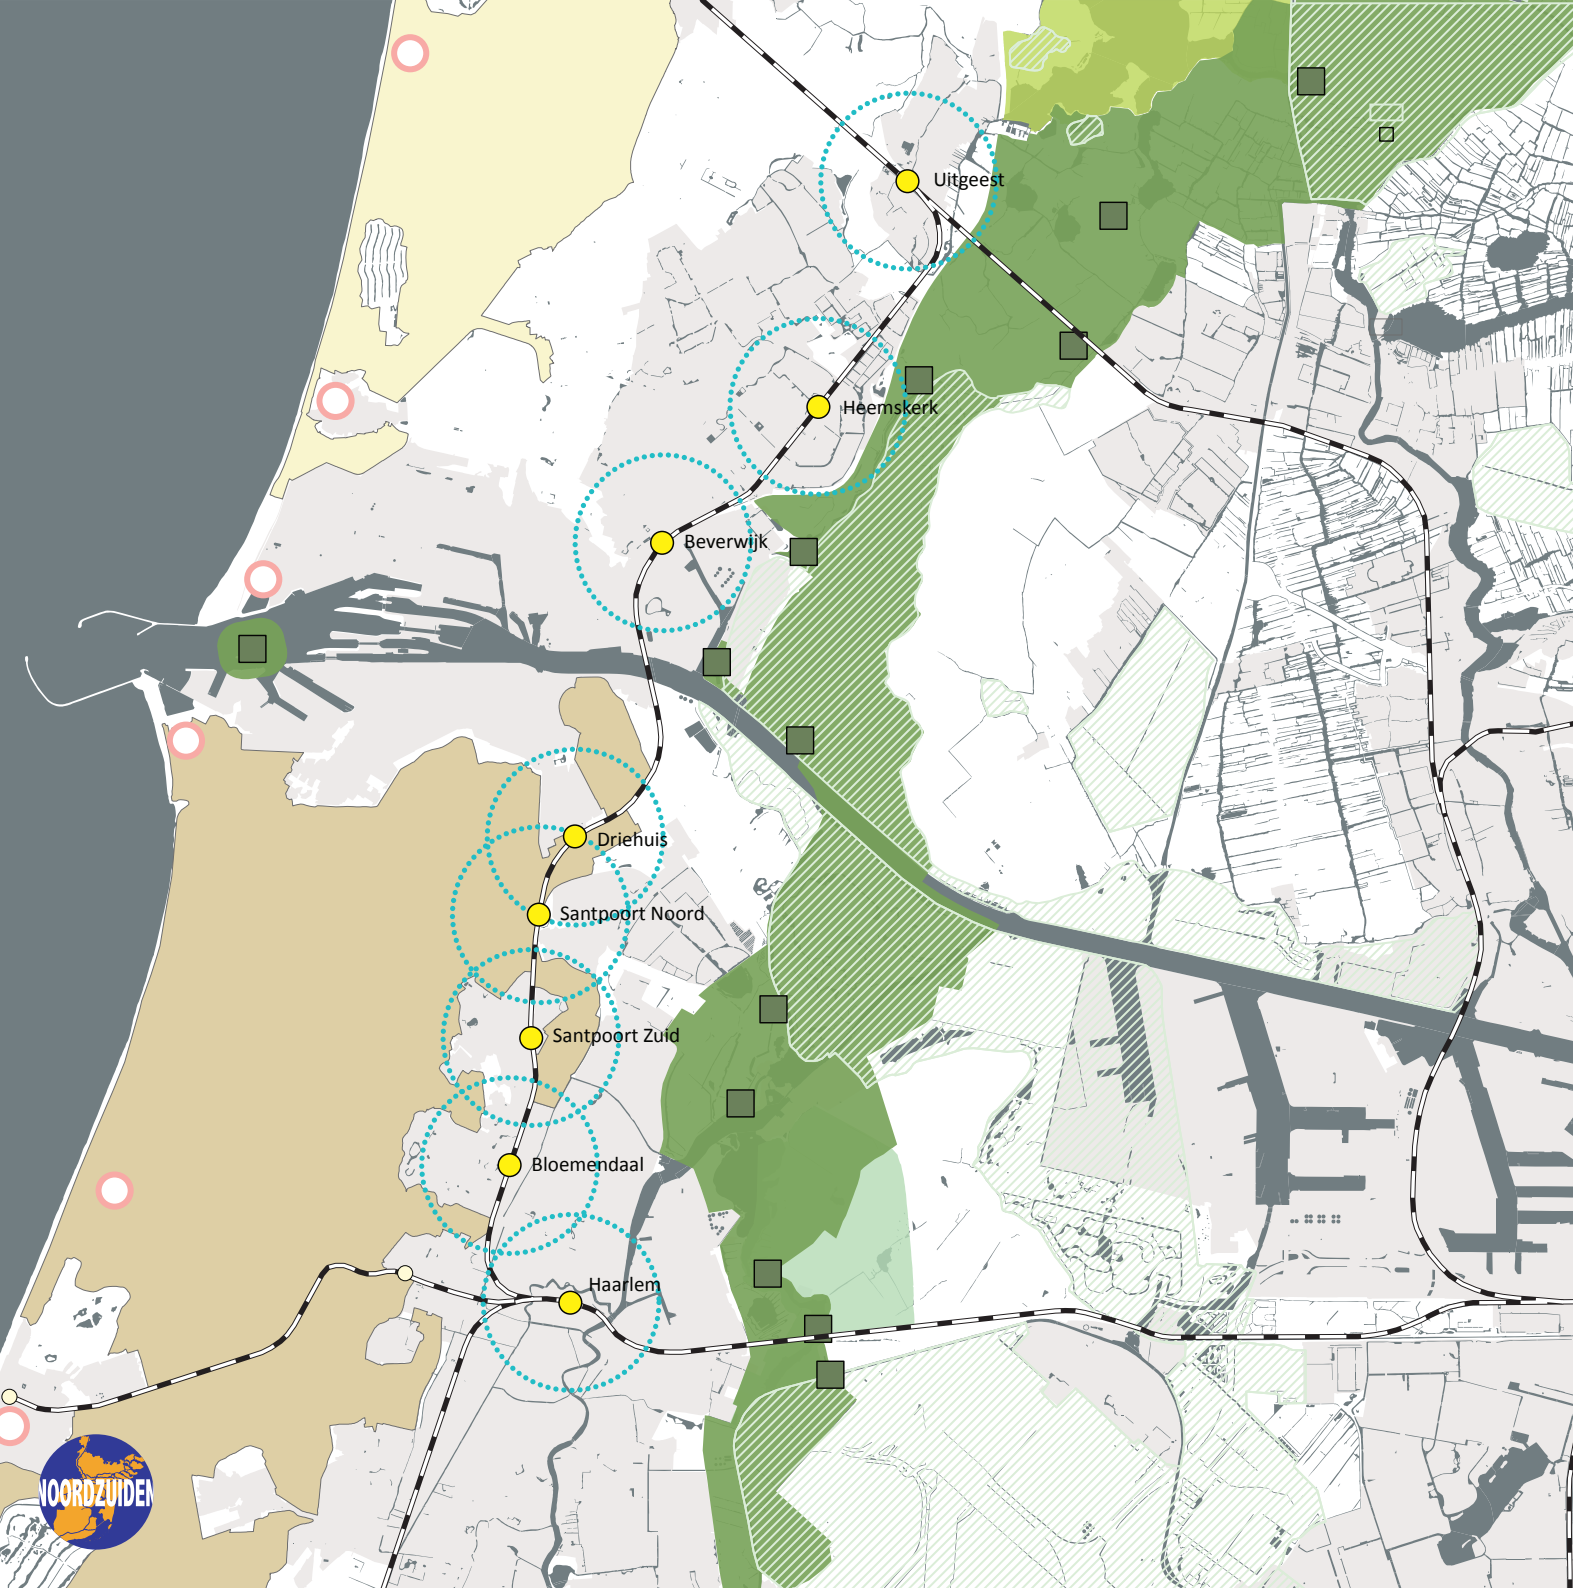 Uitgeest
Heemskerk
Beverwijk
Driehuis
Santpoort Noord
Santpoort Zuid
Bloemendaal
Haarlem
NOORDZUIDEN